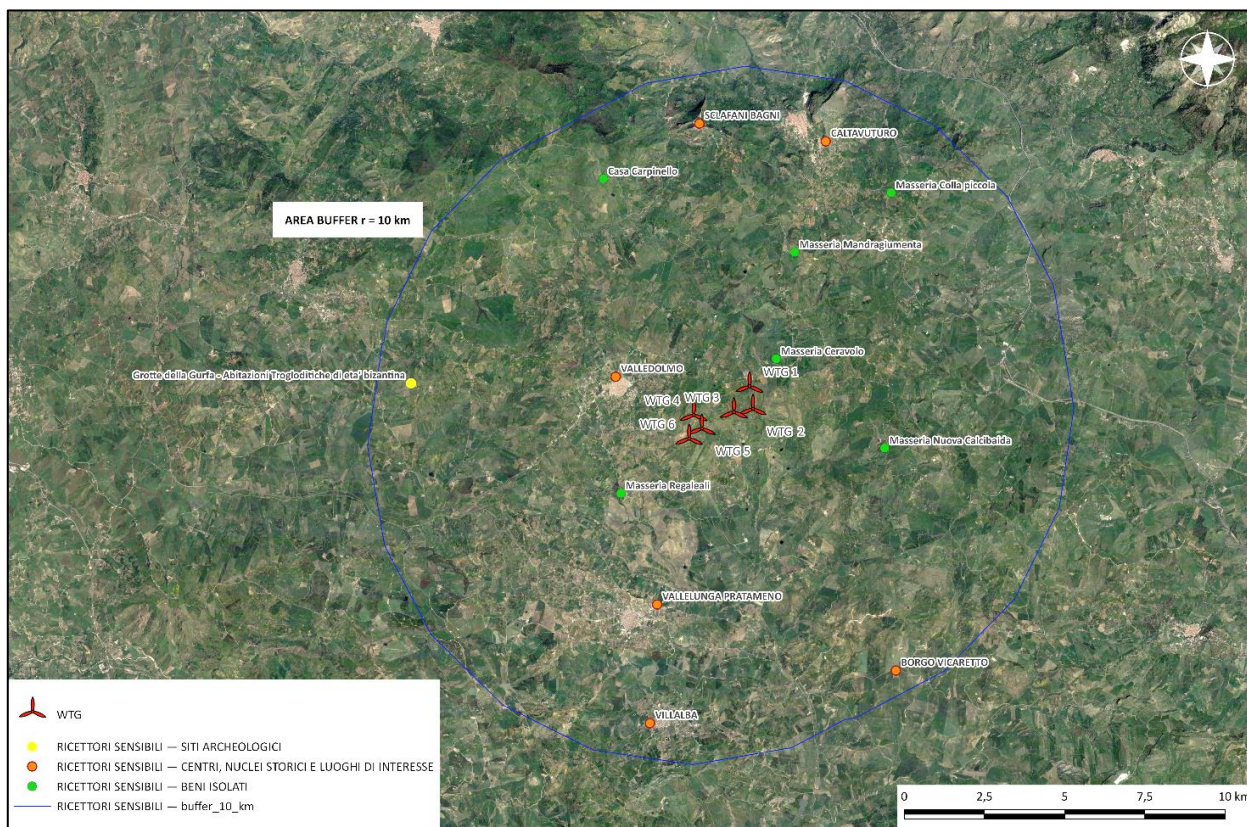 SCLAFANI BAGNI
CALTAVUTURO
Casa Carpinello
Masseria Colla piccola
AREA BUFFER r = 10 km
Masseria Mandragiumenta
Masseria Ceravolo
Grotte della Gurfa - Abitazioni Trogloditiche di eta' bizantina
VALLEDOLMO
WTG 1
WTG 4 WTG 3
WTG 6
WTG 2
WTG 5
Masseria Nuova Calcibaida
Masseria Regaleali
VALLELUNGA PRATAMENO
BORGO VICARETTO
VILLALBA
WTG
RICETTORI SENSIBILI — SITI ARCHEOLOGICI
RICETTORI SENSIBILI — CENTRI, NUCLEI STORICI E LUOGHI DI INTERESSE
RICETTORI SENSIBILI — BENI ISOLATI
RICETTORI SENSIBILI — buffer_10_km
0 2,5 5 7,5 10 km